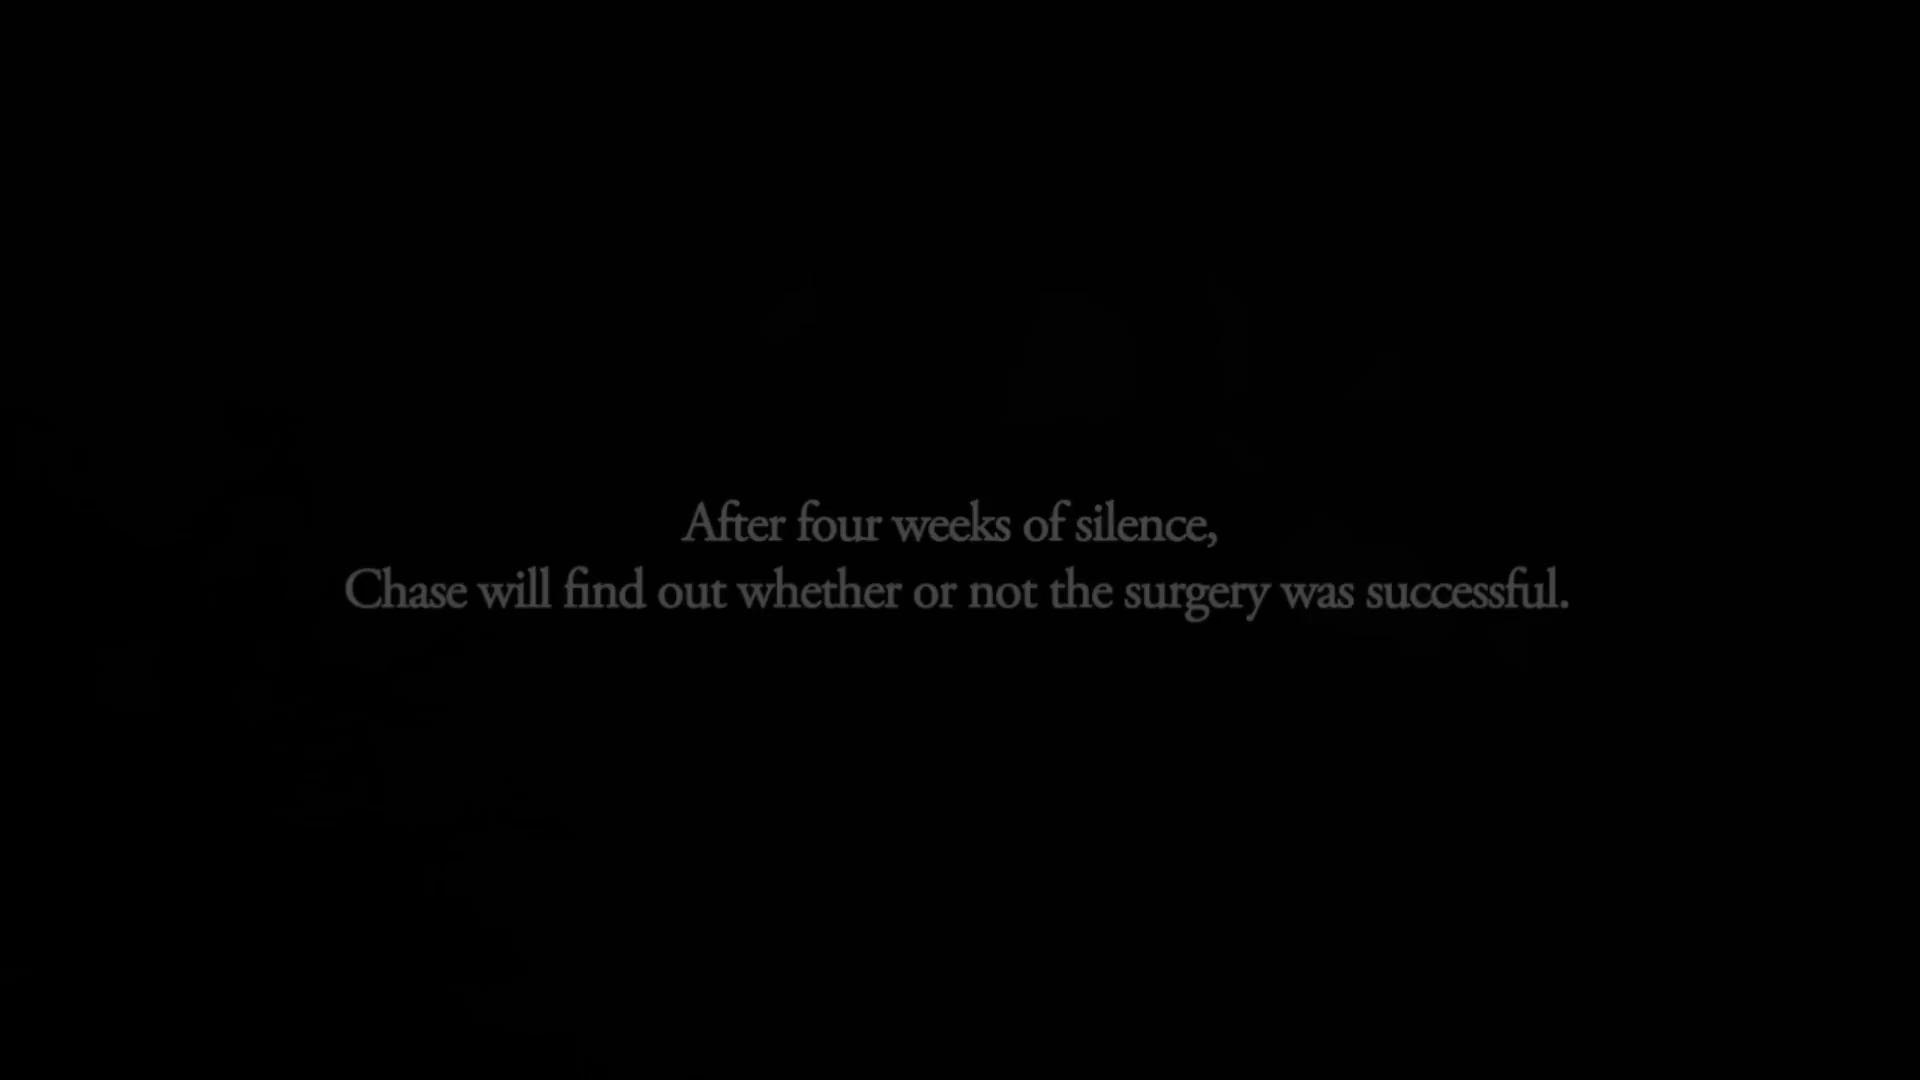 After four weeks of silence,
Chase will find out whether or not the surgery was successful.